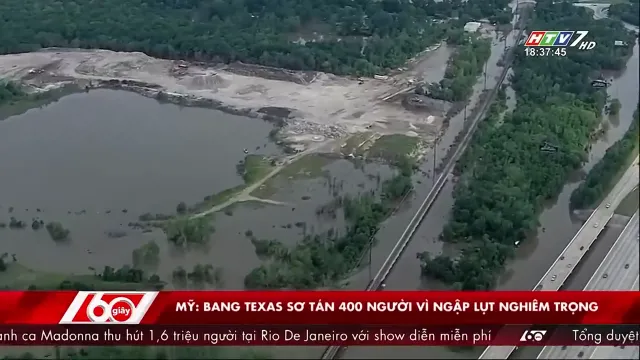 HTV7 HD
18:37:45
60 giây
MỸ: BANG TEXAS SƠ TÁN 400 NGƯỜI VÌ NGẬP LỤT NGHIÊM TRỌNG
anh ca Madonna thu hút 1,6 triệu người tại Rio De Janeiro với show diễn miễn phí 60 Tổng duyệt